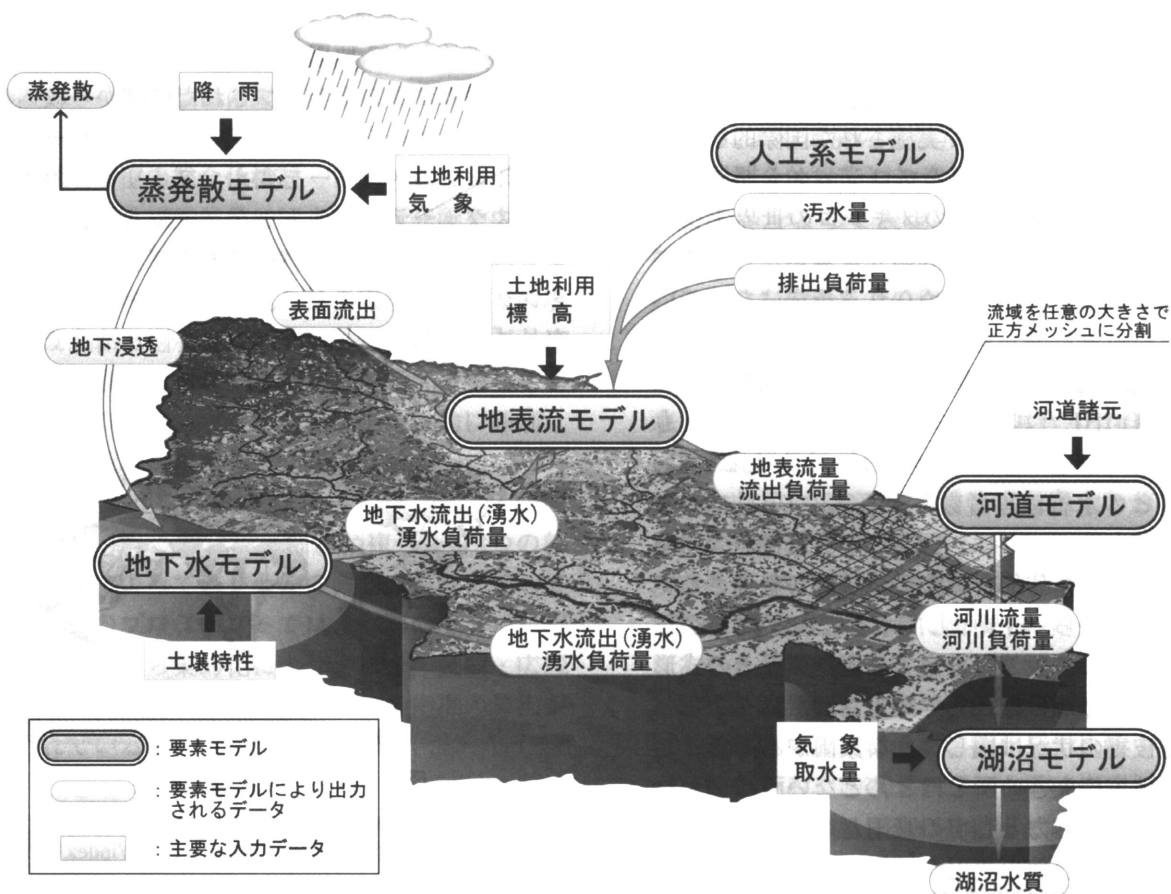 蒸発散
降　雨
蒸発散モデル
土地利用
気　象
人工系モデル
汚水量
排出負荷量
土地利用
標　高
表面流出
地下浸透
流域を任意の大きさで
正方メッシュに分割
地表流モデル
河道諸元
地表流量
流出負荷量
河道モデル
地下水流出(湧水)
湧水負荷量
地下水モデル
地下水流出(湧水)
湧水負荷量
河川流量
河川負荷量
土壌特性
気　象
取水量
湖沼モデル
湖沼水質
：要素モデル
：要素モデルにより出力
されるデータ
：主要な入力データ